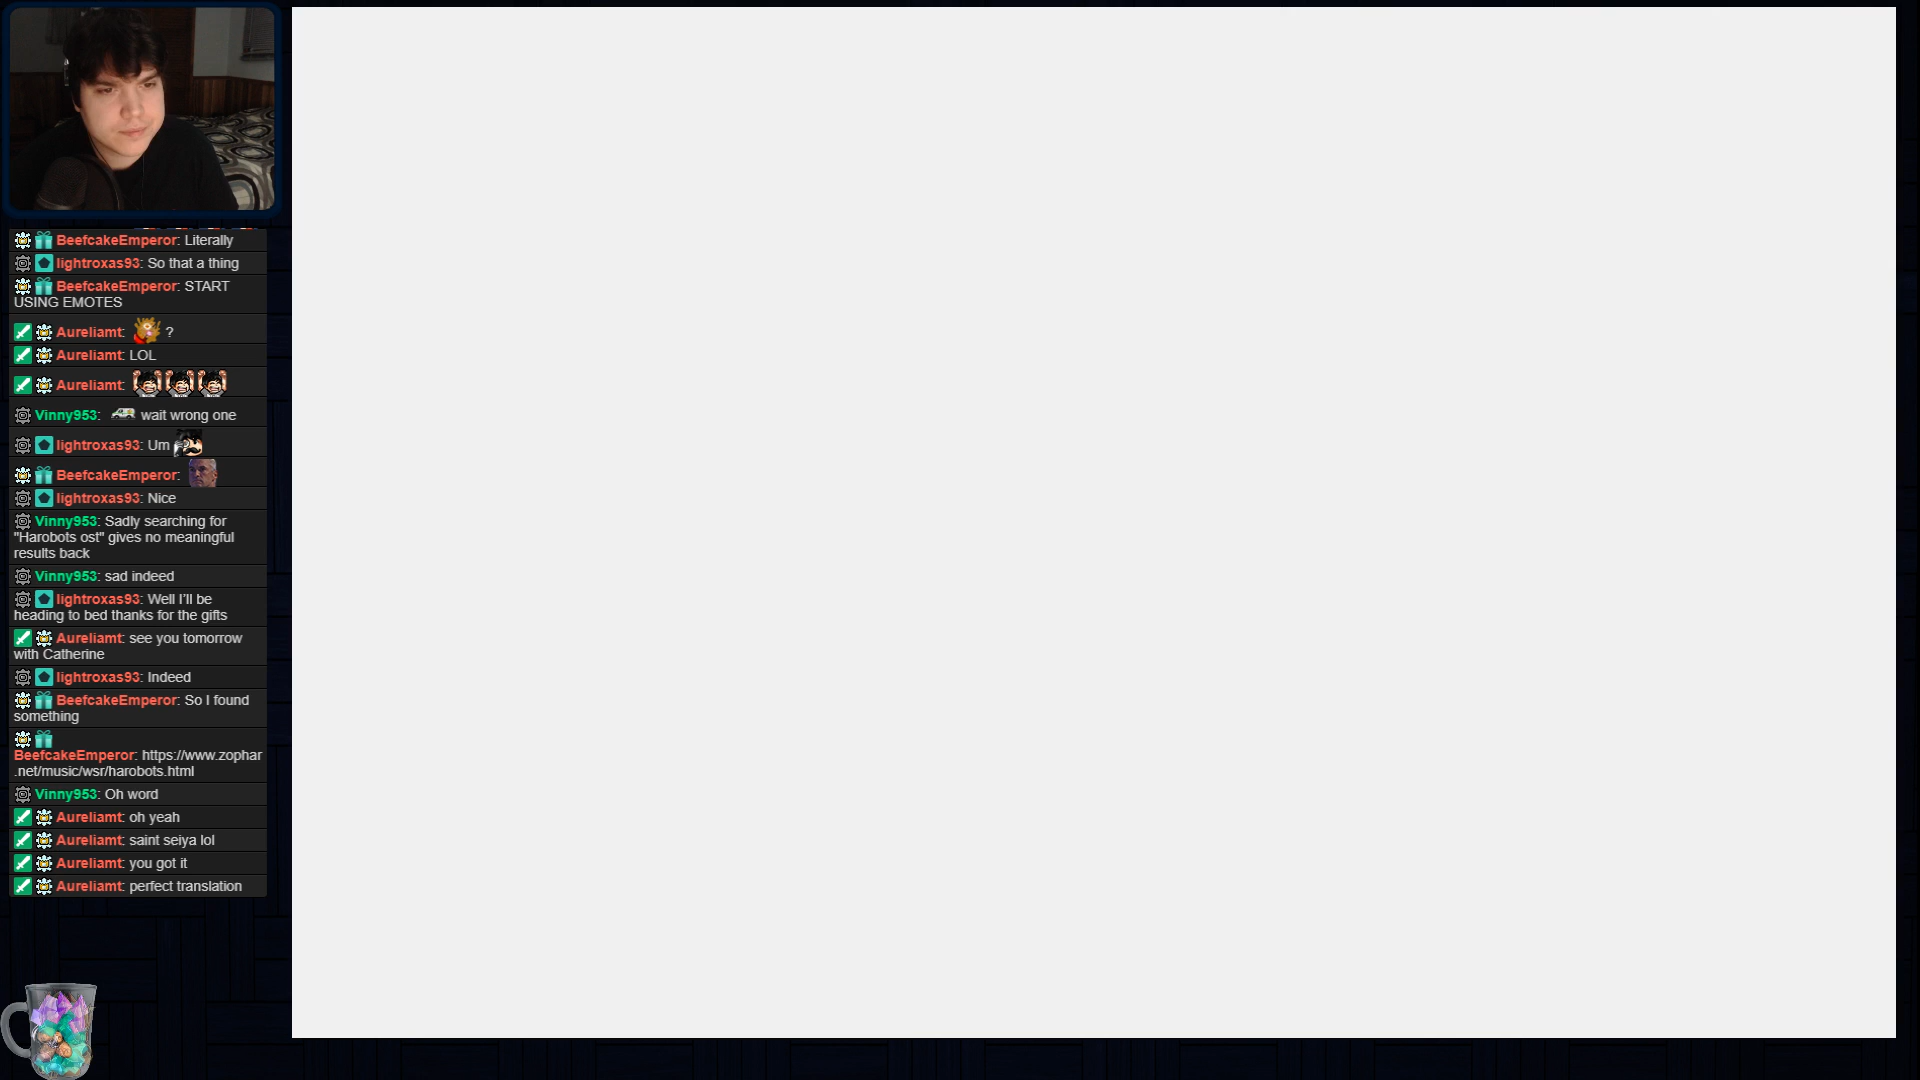 BeefcakeEmperor: Literally
lightroxas93: So that a thing
BeefcakeEmperor: START
USING EMOTES
Aureliamt: ?
Aureliamt: LOL
Aureliamt:
Vinny953: wait wrong one
lightroxas93: Um
BeefcakeEmperor:
lightroxas93: Nice
Vinny953: Sadly searching for
"Harobots ost" gives no meaningful
results back
Vinny953: sad indeed
lightroxas93: Well I'll be
heading to bed thanks for the gifts
Aureliamt: see you tomorrow
with Catherine
lightroxas93: Indeed
BeefcakeEmperor: So I found
something
BeefcakeEmperor: https://www.zophar
.net/music/wsr/harobots.html
Vinny953: Oh word
Aureliamt: oh yeah
Aureliamt: saint seiya lol
Aureliamt: you got it
Aureliamt: perfect translation